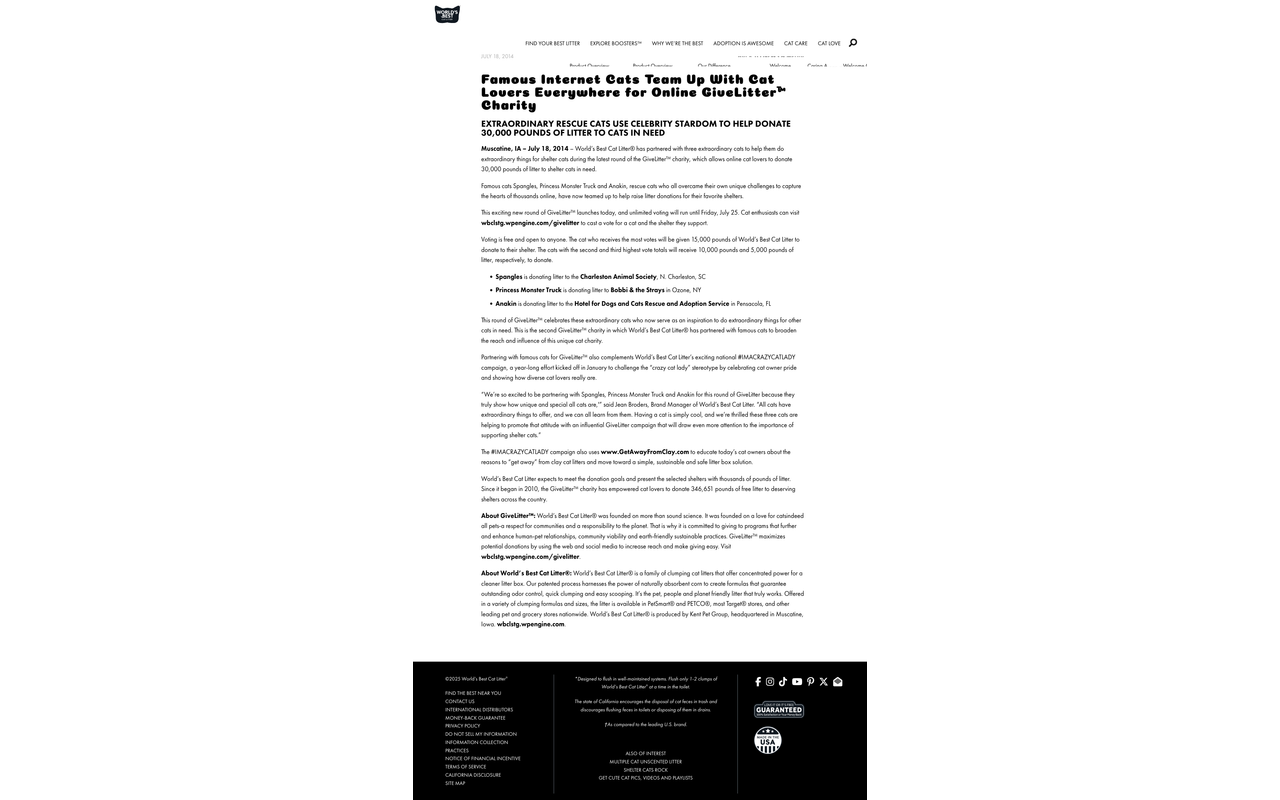 WORLD'S
BEST
FIND YOUR BEST LITTER EXPLORE BOOSTERS™ WHY WE'RE THE BEST ADOPTION IS AWESOME CAT CARE CAT LOVE
JULY 18, 2014
Product Overview Product Overview Our Difference Welcome Caring 4 Welcome
Famous Internet Cats Team Up With Cat
Lovers Everywhere for Online GiveLitter™
Charity
EXTRAORDINARY RESCUE CATS USE CELEBRITY STARDOM TO HELP DONATE
30,000 POUNDS OF LITTER TO CATS IN NEED
Muscatine, IA – July 18, 2014 – World's Best Cat Litter® has partnered with three extraordinary cats to help them do
extraordinary things for shelter cats during the latest round of the GiveLitter™ charity, which allows online cat lovers to donate
30,000 pounds of litter to shelter cats in need.
Famous cats Spangles, Princess Monster Truck and Anakin, rescue cats who all overcame their own unique challenges to capture
the hearts of thousands online, have now teamed up to help raise litter donations for their favorite shelters.
This exciting new round of GiveLitter™ launches today, and unlimited voting will run until Friday, July 25. Cat enthusiasts can visit
wbclstg.wpengine.com/givelitter to cast a vote for a cat and the shelter they support.
Voting is free and open to anyone. The cat who receives the most votes will be given 15,000 pounds of World's Best Cat Litter to
donate to their shelter. The cats with the second and third highest vote totals will receive 10,000 pounds and 5,000 pounds of
litter, respectively, to donate.
• Spangles is donating litter to the Charleston Animal Society, N. Charleston, SC
• Princess Monster Truck is donating litter to Bobbi & the Strays in Ozone, NY
• Anakin is donating litter to the Hotel for Dogs and Cats Rescue and Adoption Service in Pensacola, FL
This round of GiveLitter™ celebrates these extraordinary cats who now serve as an inspiration to do extraordinary things for other
cats in need. This is the second GiveLitter™ charity in which World's Best Cat Litter® has partnered with famous cats to broaden
the reach and influence of this unique cat charity.
Partnering with famous cats for GiveLitter™ also complements World's Best Cat Litter's exciting national #IMACRAZYCATLADY
campaign, a year-long effort kicked off in January to challenge the "crazy cat lady" stereotype by celebrating cat owner pride
and showing how diverse cat lovers really are.
"We're so excited to be partnering with Spangles, Princess Monster Truck and Anakin for this round of GiveLitter because they
truly show how unique and special all cats are,'" said Jean Broders, Brand Manager of World's Best Cat Litter. "All cats have
extraordinary things to offer, and we can all learn from them. Having a cat is simply cool, and we're thrilled these three cats are
helping to promote that attitude with an influential GiveLitter campaign that will draw even more attention to the importance of
supporting shelter cats."
The #IMACRAZYCATLADY campaign also uses www.GetAwayFromClay.com to educate today's cat owners about the
reasons to "get away" from clay cat litters and move toward a simple, sustainable and safe litter box solution.
World's Best Cat Litter expects to meet the donation goals and present the selected shelters with thousands of pounds of litter.
Since it began in 2010, the GiveLitter™ charity has empowered cat lovers to donate 346,651 pounds of free litter to deserving
shelters across the country.
About GiveLitter™: World's Best Cat Litter® was founded on more than sound science. It was founded on a love for catsindeed
all pets-a respect for communities and a responsibility to the planet. That is why it is committed to giving to programs that further
and enhance human-pet relationships, community viability and earth-friendly sustainable practices. GiveLitter™ maximizes
potential donations by using the web and social media to increase reach and make giving easy. Visit
wbclstg.wpengine.com/givelitter.
About World's Best Cat Litter®: World's Best Cat Litter® is a family of clumping cat litters that offer concentrated power for a
cleaner litter box. Our patented process harnesses the power of naturally absorbent corn to create formulas that guarantee
outstanding odor control, quick clumping and easy scooping. It's the pet, people and planet friendly litter that truly works. Offered
in a variety of clumping formulas and sizes, the litter is available in PetSmart® and PETCO®, most Target® stores, and other
leading pet and grocery stores nationwide. World's Best Cat Litter® is produced by Kent Pet Group, headquartered in Muscatine,
Iowa. wbclstg.wpengine.com.
©2025 World's Best Cat Litter®
FIND THE BEST NEAR YOU
CONTACT US
INTERNATIONAL DISTRIBUTORS
MONEY-BACK GUARANTEE
PRIVACY POLICY
DO NOT SELL MY INFORMATION
INFORMATION COLLECTION
PRACTICES
NOTICE OF FINANCIAL INCENTIVE
TERMS OF SERVICE
CALIFORNIA DISCLOSURE
SITE MAP
*Designed to flush in well-maintained systems. Flush only 1-2 clumps of
World's Best Cat Litter® at a time in the toilet.
The state of California encourages the disposal of cat feces in trash and
discourages flushing feces in toilets or disposing of them in drains.
†As compared to the leading U.S. brand.
ALSO OF INTEREST
MULTIPLE CAT UNSCENTED LITTER
SHELTER CATS ROCK
GET CUTE CAT PICS, VIDEOS AND PLAYLISTS
GUARANTEED
MADE IN THE
USA